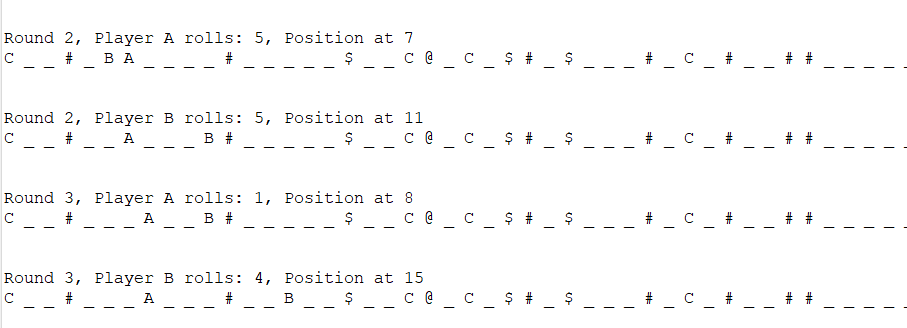 Round 2, Player A rolls: 5, Position at 7
C _ _ # _ B A _ _ _ _ # _ _ _ _ _ $ _ _ C @ _ C _ $ # _ $ _ _ _ # _ C _ # _ _ # # _ _ _ _ _
Round 2, Player B rolls: 5, Position at 11
C _ _ # _ _ A _ _ _ B # _ _ _ _ _ $ _ _ C @ _ C _ $ # _ $ _ _ _ # _ C _ # _ _ # # _ _ _ _ _
Round 3, Player A rolls: 1, Position at 8
C _ _ # _ _ _ A _ _ B # _ _ _ _ _ $ _ _ C @ _ C _ $ # _ $ _ _ _ # _ C _ # _ _ # # _ _ _ _ _
Round 3, Player B rolls: 4, Position at 15
C _ _ # _ _ _ A _ _ _ # _ _ B _ _ $ _ _ C @ _ C _ $ # _ $ _ _ _ # _ C _ # _ _ # # _ _ _ _ _